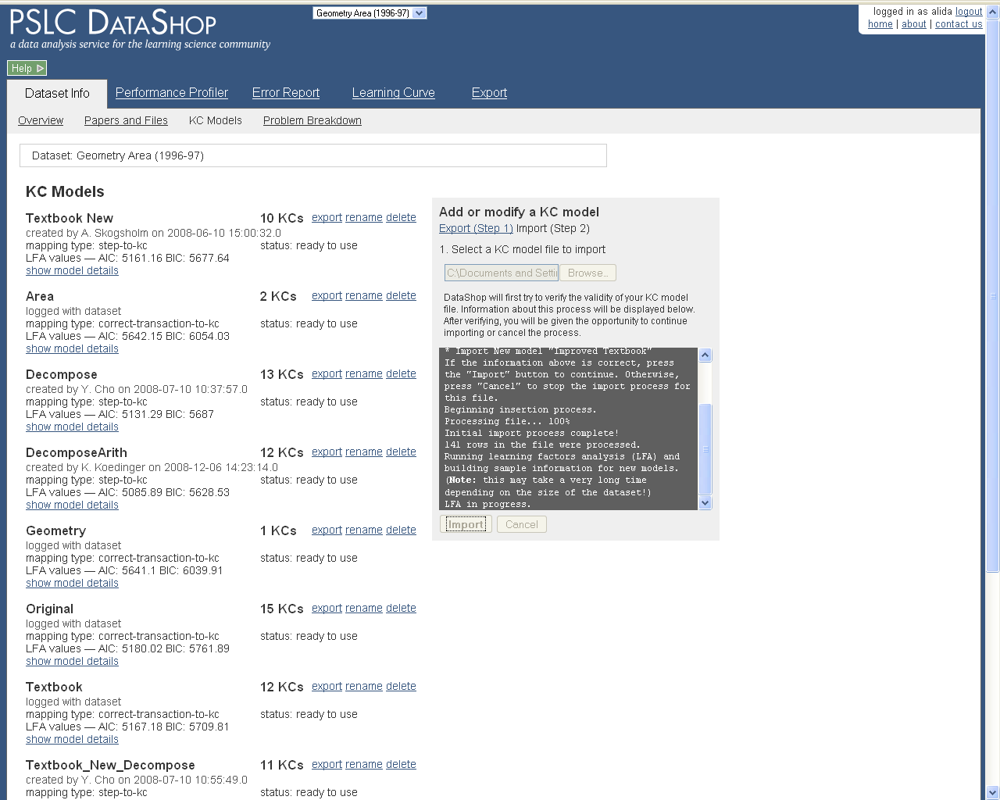 PSLC DataShop
a data analysis service for the learning science community
Geometry Area (1996-97)
logged in as alida logout
home | about | contact us
Help
Dataset Info Performance Profiler Error Report Learning Curve Export
Overview Papers and Files KC Models Problem Breakdown
Dataset: Geometry Area (1996-97)
KC Models
Textbook New 10 KCs export rename delete
created by A. Skogsholm on 2008-06-10 15:00:32.0
mapping type: step-to-kc status: ready to use
LFA values — AIC: 5161.16 BIC: 5677.64
show model details
Area 2 KCs export rename delete
logged with dataset
mapping type: correct-transaction-to-kc status: ready to use
LFA values — AIC: 5642.15 BIC: 6054.03
show model details
Decompose 13 KCs export rename delete
created by Y. Cho on 2008-07-10 10:37:57.0
mapping type: step-to-kc status: ready to use
LFA values — AIC: 5131.29 BIC: 5687
show model details
DecomposeArith 12 KCs export rename delete
created by K. Koedinger on 2008-12-06 14:23:14.0
mapping type: step-to-kc status: ready to use
LFA values — AIC: 5085.89 BIC: 5628.53
show model details
Geometry 1 KCs export rename delete
logged with dataset
mapping type: correct-transaction-to-kc status: ready to use
LFA values — AIC: 5641.1 BIC: 6039.91
show model details
Original 15 KCs export rename delete
logged with dataset
mapping type: correct-transaction-to-kc status: ready to use
LFA values — AIC: 5180.02 BIC: 5761.89
show model details
Textbook 12 KCs export rename delete
logged with dataset
mapping type: correct-transaction-to-kc status: ready to use
LFA values — AIC: 5167.18 BIC: 5709.81
show model details
Textbook_New_Decompose 11 KCs export rename delete
created by Y. Cho on 2008-07-10 10:55:49.0
mapping type: step-to-kc status: ready to use
Add or modify a KC model
Export (Step 1) Import (Step 2)
1. Select a KC model file to import
C:\Documents and Settin Browse...
DataShop will first try to verify the validity of your KC model
file. Information about this process will be displayed below.
After verifying, you will be given the opportunity to continue
importing or cancel the process.
* Import New model "Improved Textbook"
If the information above is correct, press
the "Import" button to continue. Otherwise,
press "Cancel" to stop the import process for
this file.
Beginning insertion process.
Processing file... 100%
Initial import process complete!
141 rows in the file were processed.
Running learning factors analysis (LFA) and
building sample information for new models.
(Note: this may take a very long time
depending on the size of the dataset!)
LFA in progress.
Import Cancel